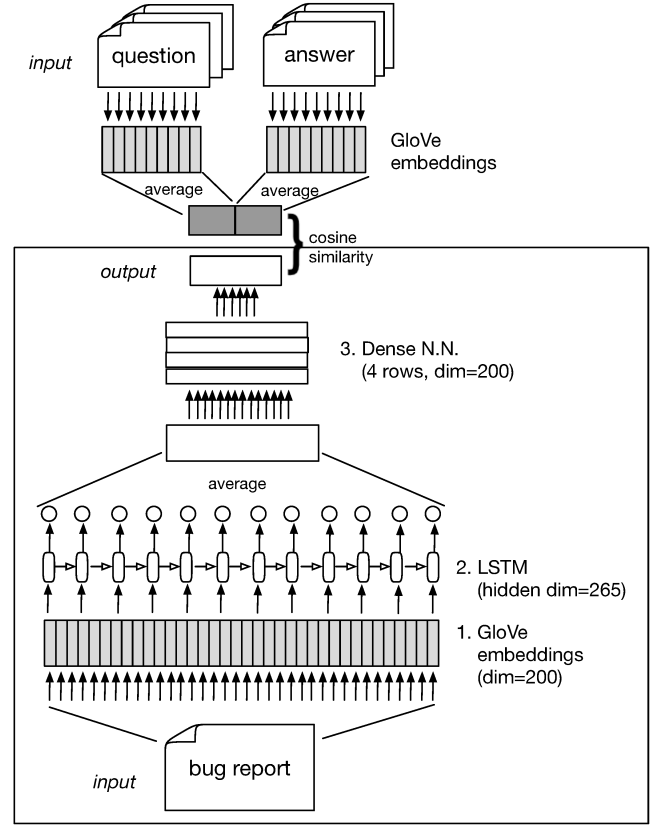 input
question
answer
GloVe
embeddings
average
average
cosine
similarity
output
3. Dense N.N.
(4 rows, dim=200)
average
2. LSTM
(hidden dim=265)
1. GloVe
embeddings
(dim=200)
bug report
input